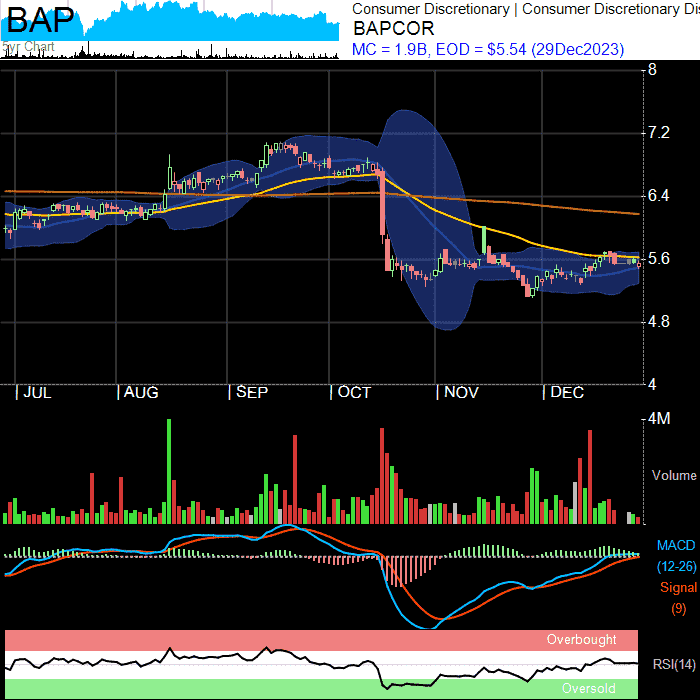 BAP
5yr Chart
Consumer Discretionary | Consumer Discretionary Dis
BAPCOR
MC = 1.9B, EOD = $5.54 (29Dec2023)
8
7.2
6.4
5.6
4.8
4
JUL
AUG
SEP
OCT
NOV
DEC
4M
Volume
MACD
(12-26)
Signal
(9)
Overbought
RSI(14)
Oversold